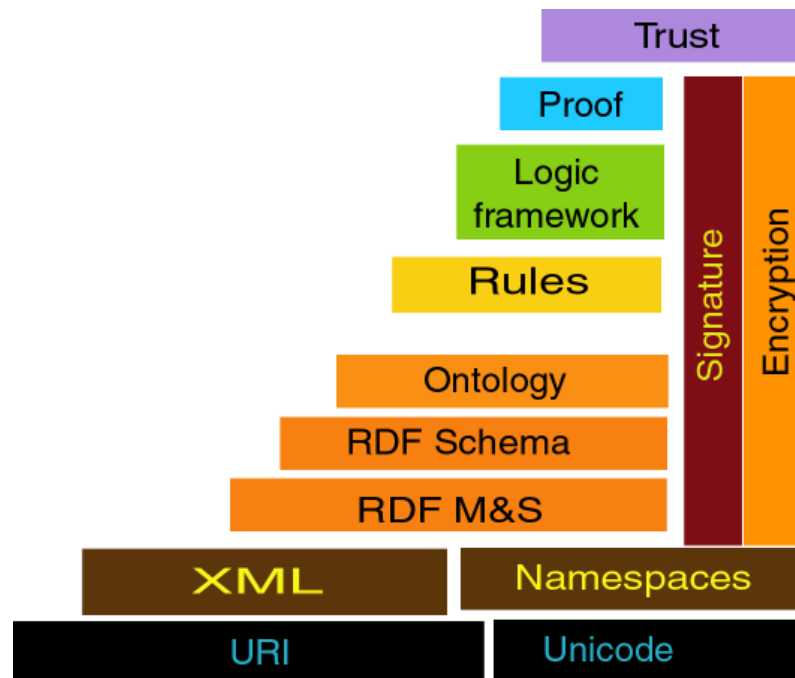 Trust
Proof
Logic
framework
Rules
Ontology
RDF Schema
RDF M&S
Signature
Encryption
XML
Namespaces
URI
Unicode